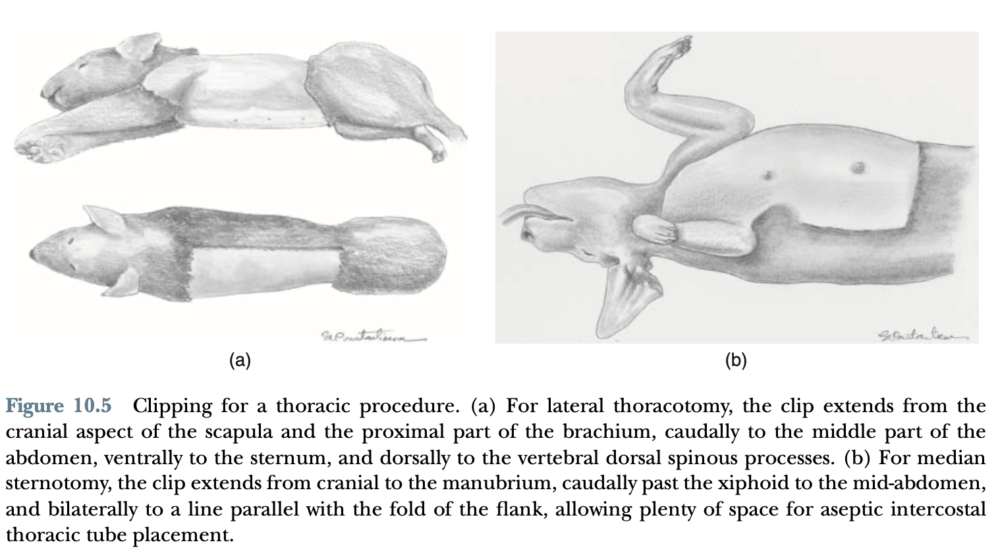 (a)
(b)
Figure 10.5 Clipping for a thoracic procedure. (a) For lateral thoracotomy, the clip extends from the
cranial aspect of the scapula and the proximal part of the brachium, caudally to the middle part of the
abdomen, ventrally to the sternum, and dorsally to the vertebral dorsal spinous processes. (b) For median
sternotomy, the clip extends from cranial to the manubrium, caudally past the xiphoid to the mid-abdomen,
and bilaterally to a line parallel with the fold of the flank, allowing plenty of space for aseptic intercostal
thoracic tube placement.